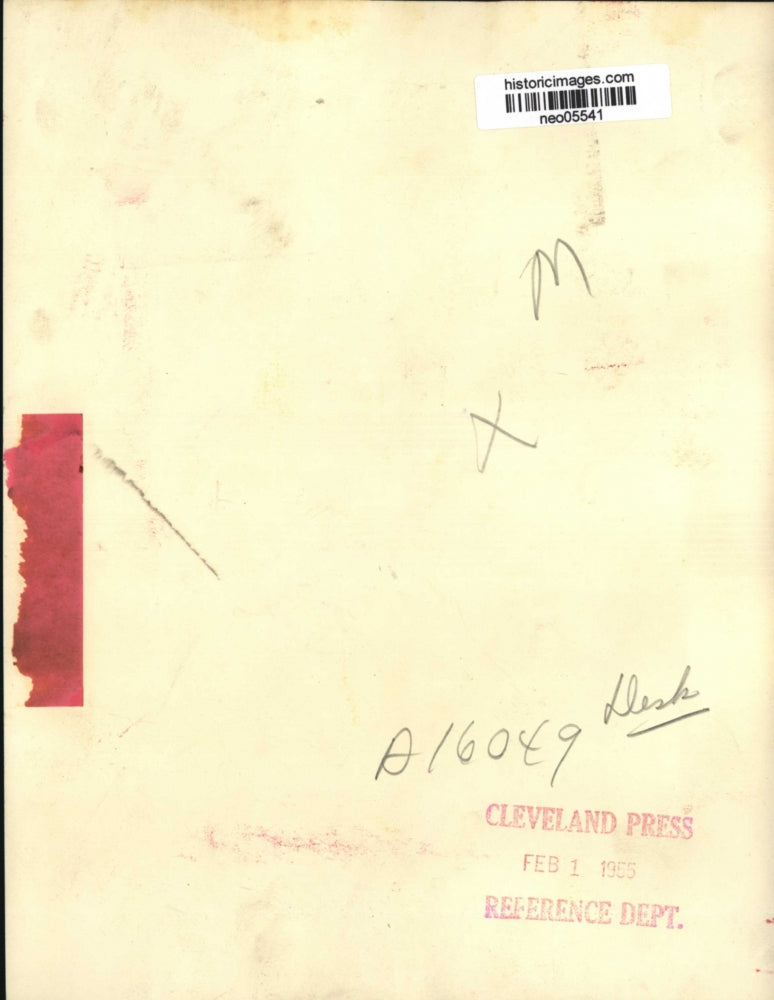 historicimages.com
neo05541
M
X
Desk
A16049
CLEVELAND PRESS
FEB 1 1955
REFERENCE DEPT.